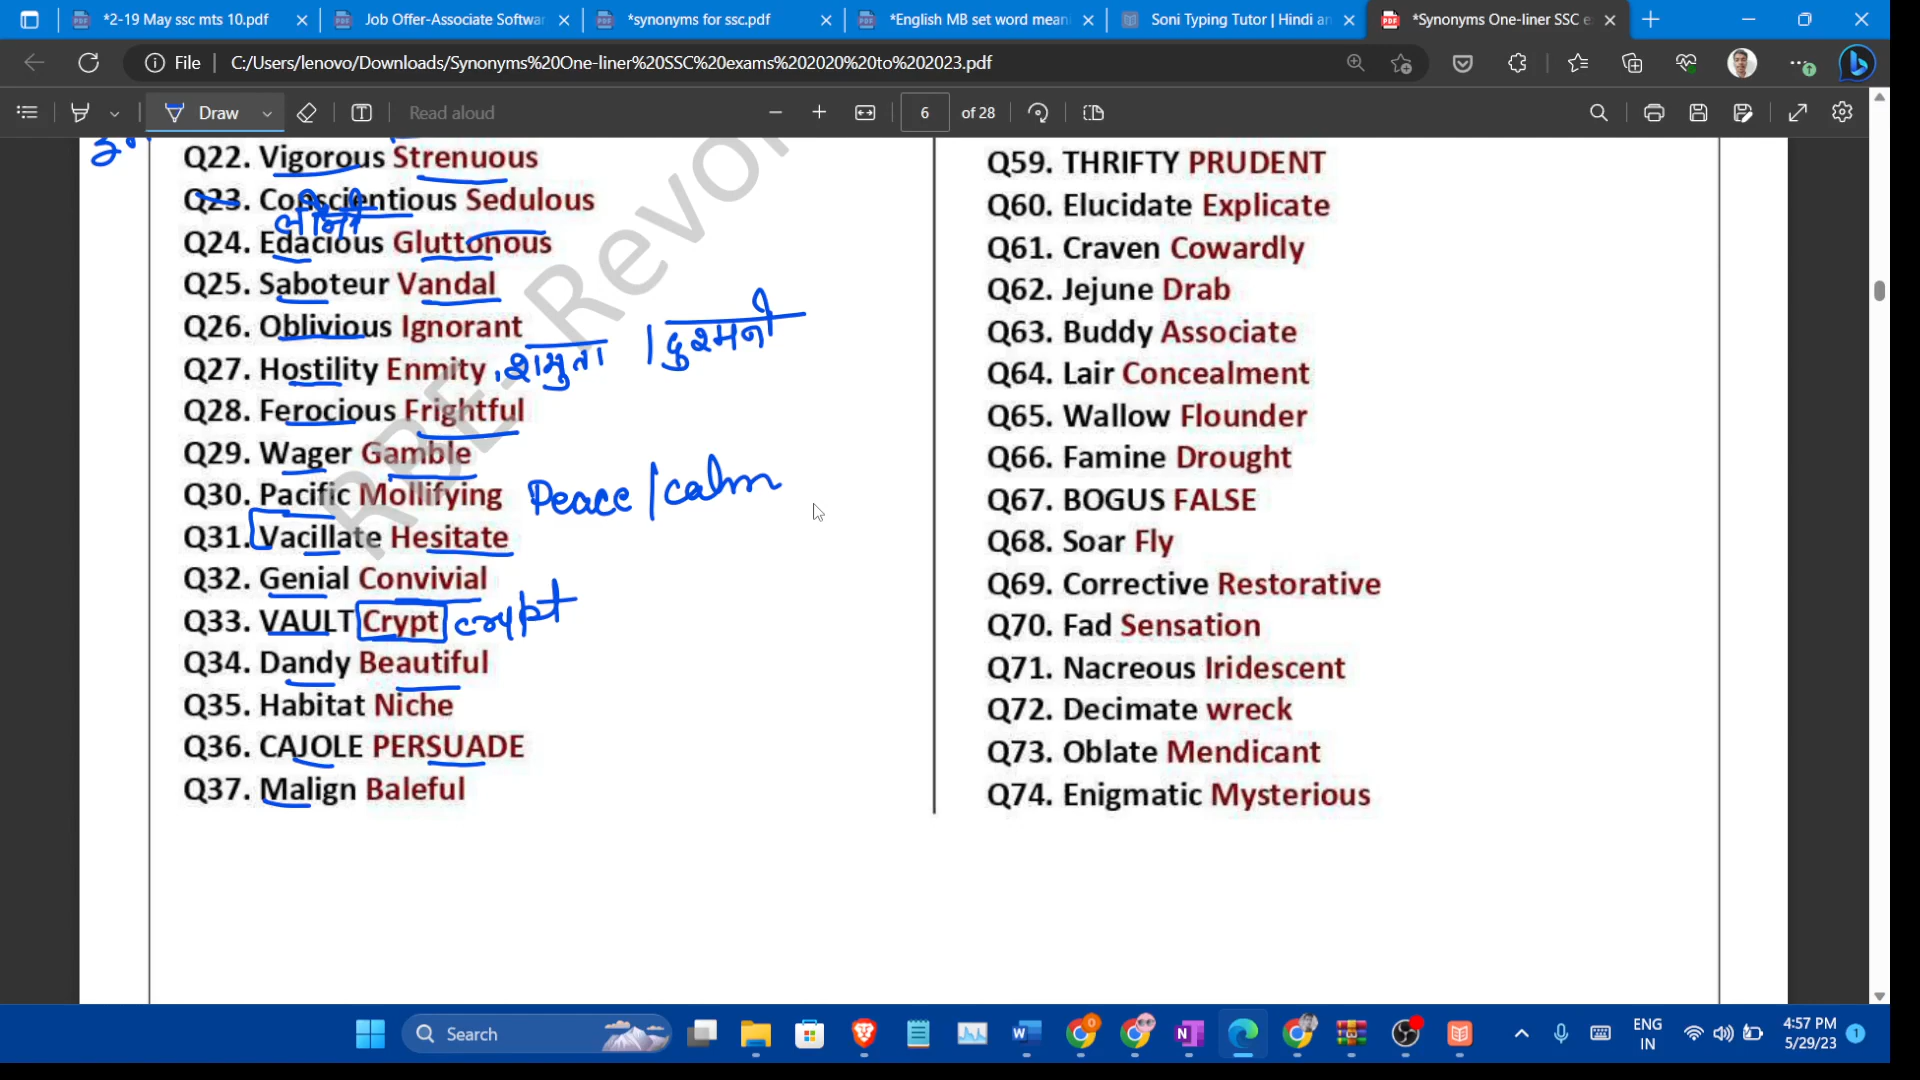 *2-19 May ssc mts 10.pdf
Job Offer-Associate Softwa
*synonyms for ssc.pdf
*English MB set word mean
Soni Typing Tutor | Hindi a
*Synonyms One-liner SSC e
File
C:/Users/lenovo/Downloads/Synonyms%20One-liner%20SSC%20exams%202020%20to%202023.pdf
Draw
Read aloud
6 of 28
Q22. Vigorous Strenuous
Q23. Conscientious Sedulous
Q24. Edacious Gluttonous
Q25. Saboteur Vandal
Q26. Oblivious Ignorant
Q27. Hostility Enmity शत्रुता | दुश्मनी
Q28. Ferocious Frightful
Q29. Wager Gamble
Q30. Pacific Mollifying Peace | calm
Q31. Vacillate Hesitate
Q32. Genial Convivial
Q33. VAULT Crypt crypt
Q34. Dandy Beautiful
Q35. Habitat Niche
Q36. CAJOLE PERSUADE
Q37. Malign Baleful
Q59. THRIFTY PRUDENT
Q60. Elucidate Explicate
Q61. Craven Cowardly
Q62. Jejune Drab
Q63. Buddy Associate
Q64. Lair Concealment
Q65. Wallow Flounder
Q66. Famine Drought
Q67. BOGUS FALSE
Q68. Soar Fly
Q69. Corrective Restorative
Q70. Fad Sensation
Q71. Nacreous Iridescent
Q72. Decimate wreck
Q73. Oblate Mendicant
Q74. Enigmatic Mysterious
RBE- Revo
Search
ENG
IN
4:57 PM
5/29/23
1